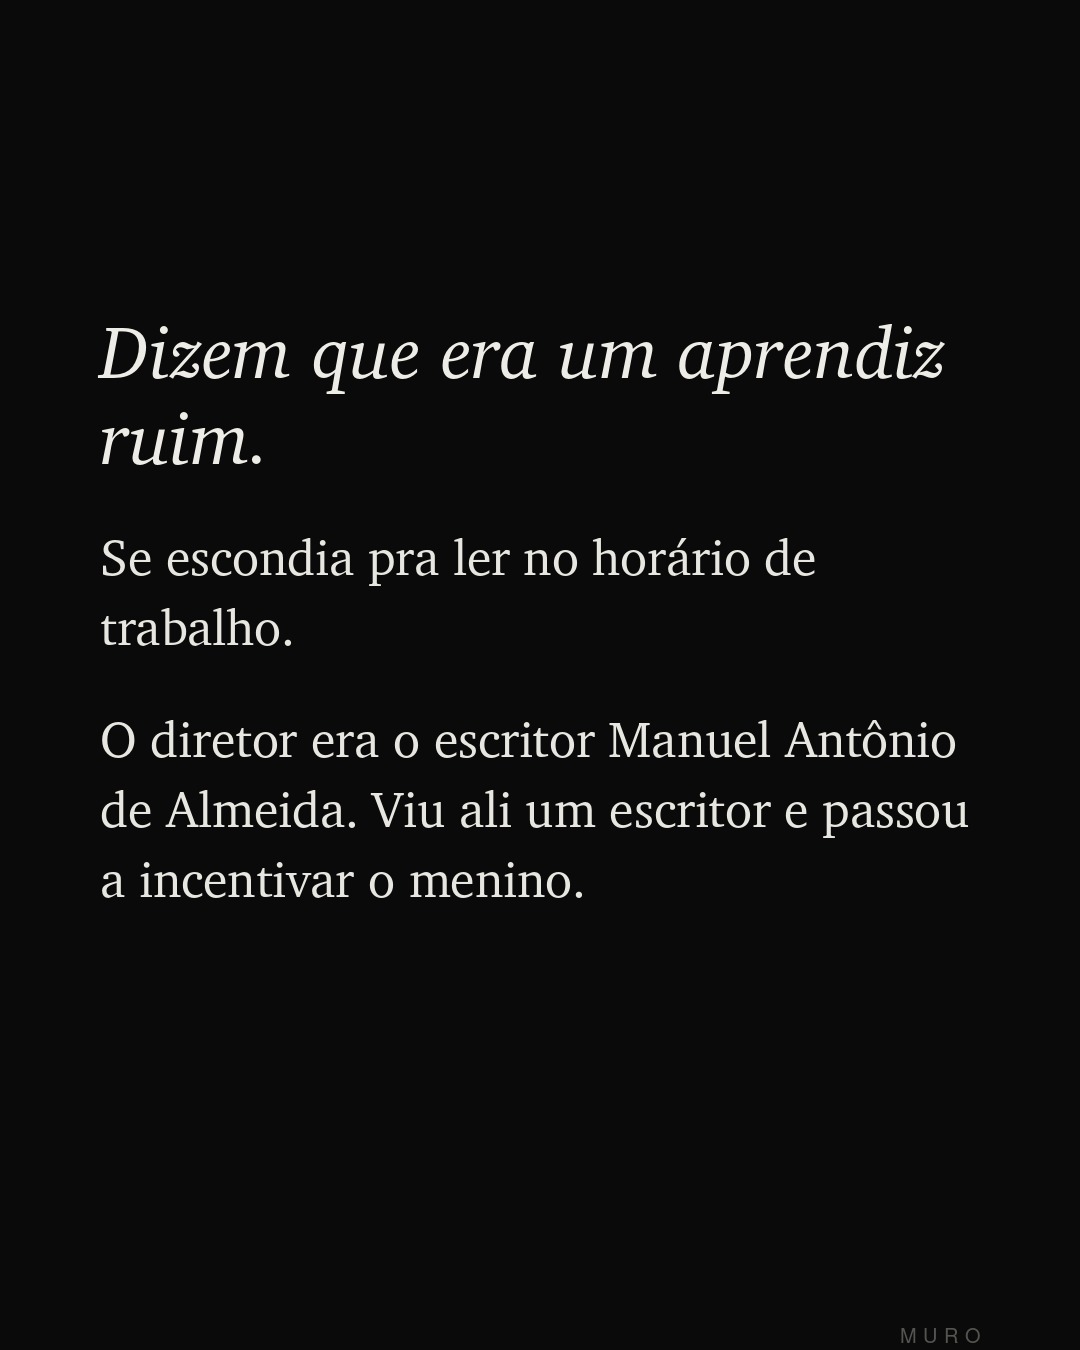 Dizem que era um aprendiz
ruim.
Se escondia pra ler no horário de
trabalho.
O diretor era o escritor Manuel Antônio
de Almeida. Viu ali um escritor e passou
a incentivar o menino.
MURO